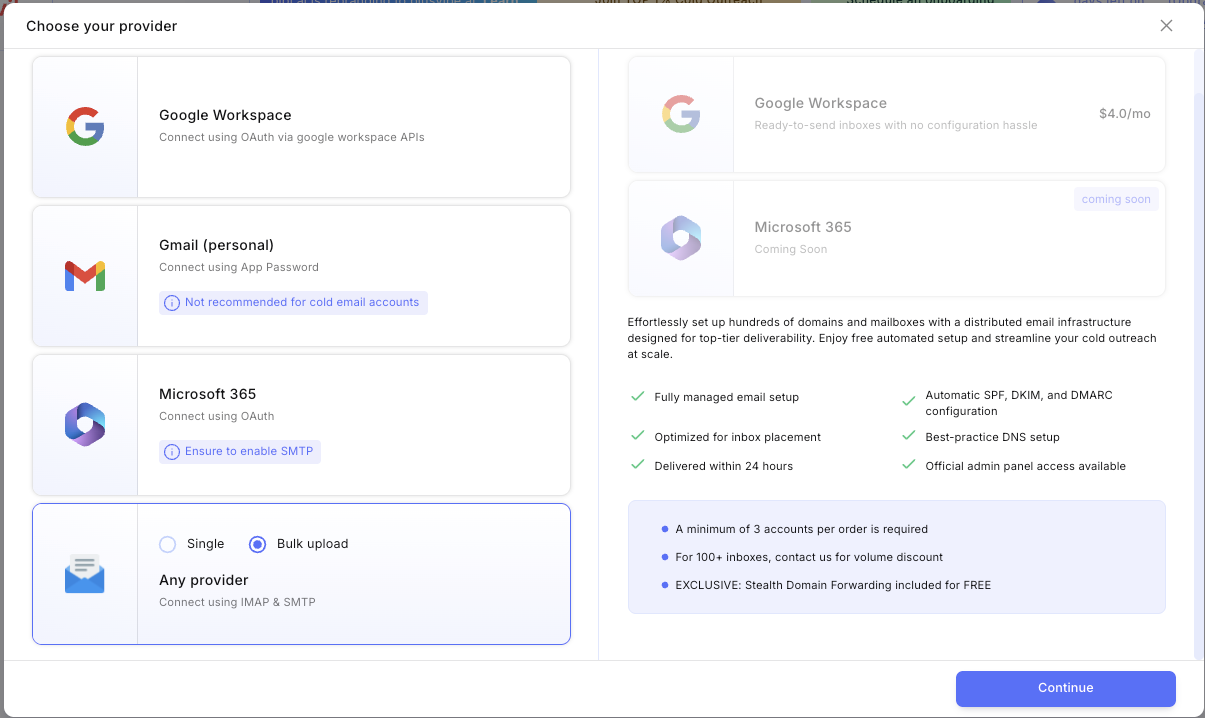 Choose your provider
Google Workspace
Connect using OAuth via google workspace APIs
Gmail (personal)
Connect using App Password
Not recommended for cold email accounts
Microsoft 365
Connect using OAuth
Ensure to enable SMTP
Single
Bulk upload
Any provider
Connect using IMAP & SMTP
Google Workspace
Ready-to-send inboxes with no configuration hassle
$4.0/mo
coming soon
Microsoft 365
Coming Soon
Effortlessly set up hundreds of domains and mailboxes with a distributed email infrastructure
designed for top-tier deliverability. Enjoy free automated setup and streamline your cold outreach
at scale.
Fully managed email setup
Automatic SPF, DKIM, and DMARC
configuration
Optimized for inbox placement
Best-practice DNS setup
Delivered within 24 hours
Official admin panel access available
A minimum of 3 accounts per order is required
For 100+ inboxes, contact us for volume discount
EXCLUSIVE: Stealth Domain Forwarding included for FREE
Continue